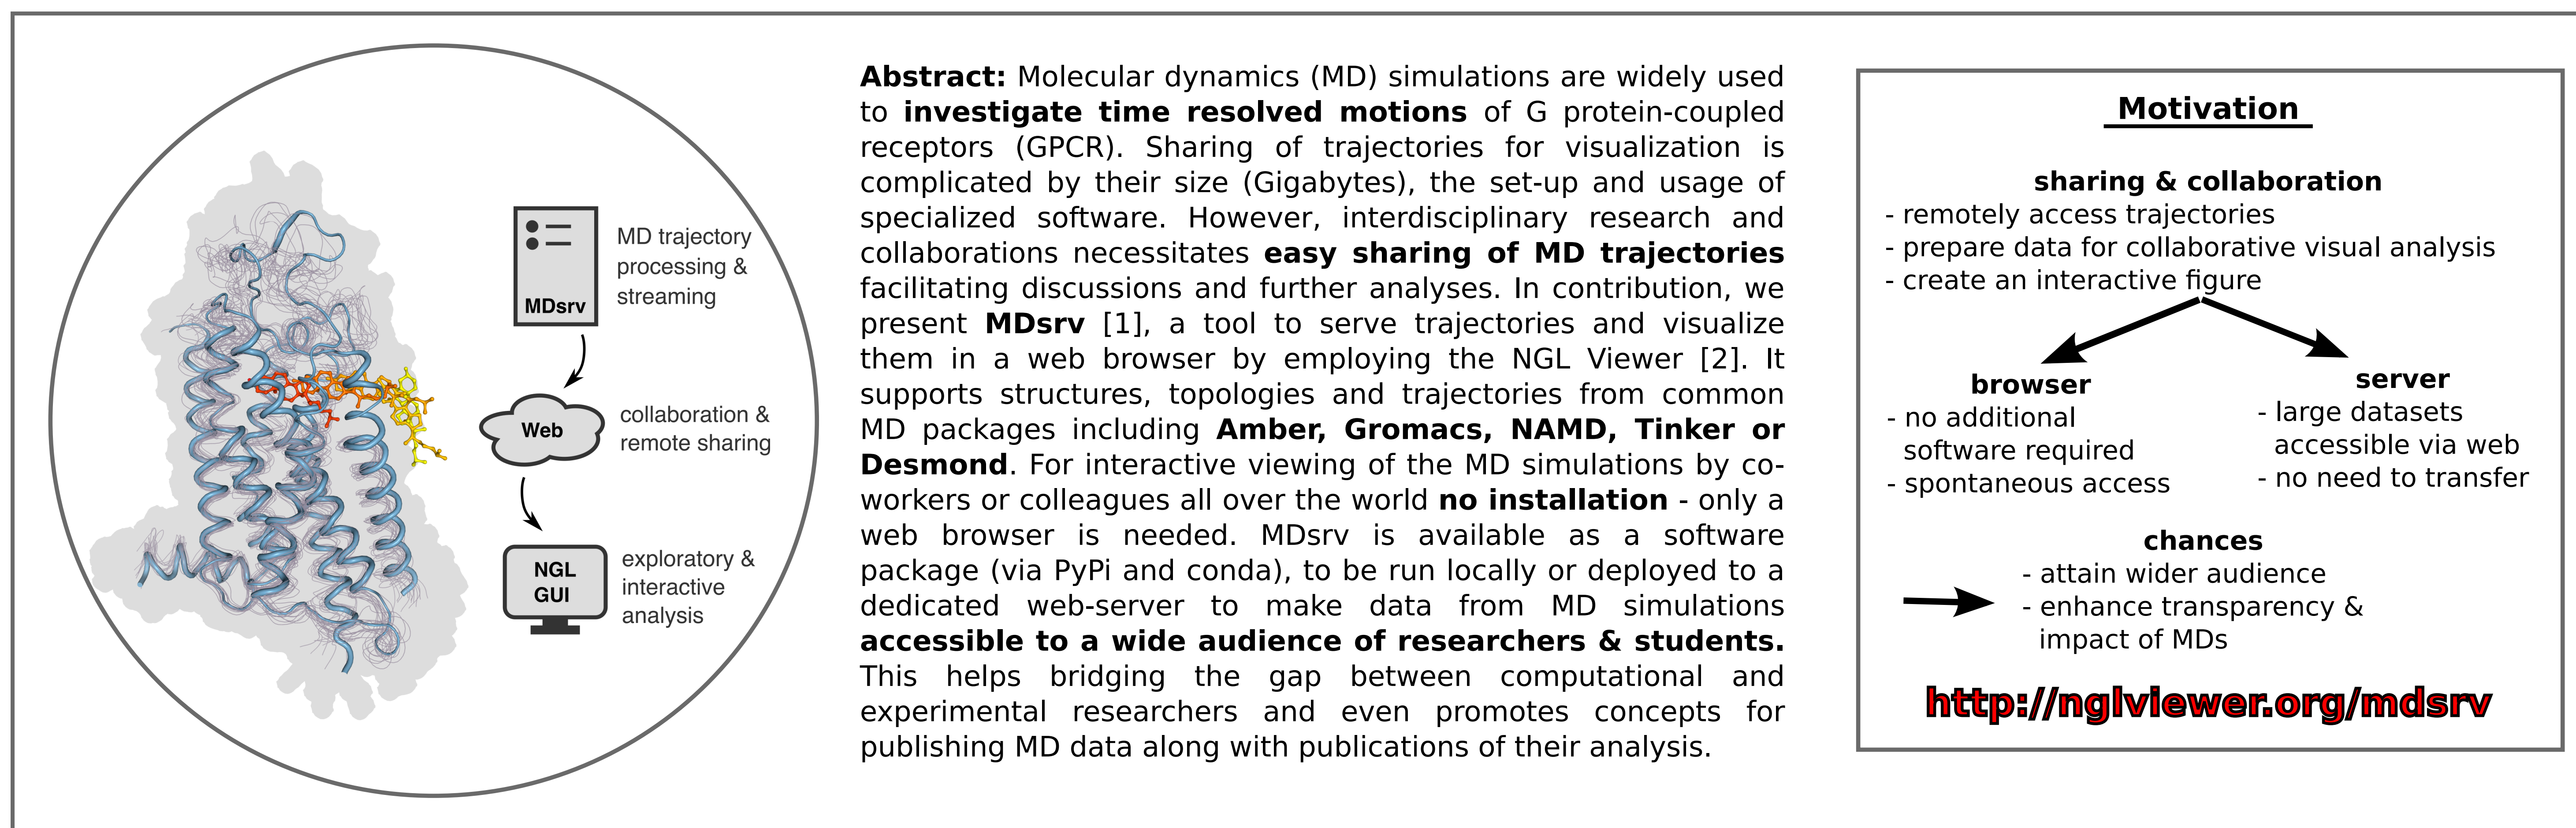 MDsrv
MD trajectory
processing &
streaming
Web
collaboration &
remote sharing
NGL
GUI
exploratory &
interactive
analysis
Abstract: Molecular dynamics (MD) simulations are widely used
to investigate time resolved motions of G protein-coupled
receptors (GPCR). Sharing of trajectories for visualization is
complicated by their size (Gigabytes), the set-up and usage of
specialized software. However, interdisciplinary research and
collaborations necessitates easy sharing of MD trajectories
facilitating discussions and further analyses. In contribution, we
present MDsrv [1], a tool to serve trajectories and visualize
them in a web browser by employing the NGL Viewer [2]. It
supports structures, topologies and trajectories from common
MD packages including Amber, Gromacs, NAMD, Tinker or
Desmond. For interactive viewing of the MD simulations by co-
workers or colleagues all over the world no installation - only a
web browser is needed. MDsrv is available as a software
package (via PyPi and conda), to be run locally or deployed to a
dedicated web-server to make data from MD simulations
accessible to a wide audience of researchers & students.
This helps bridging the gap between computational and
experimental researchers and even promotes concepts for
publishing MD data along with publications of their analysis.
Motivation
sharing & collaboration
- remotely access trajectories
- prepare data for collaborative visual analysis
- create an interactive figure
browser
- no additional
software required
- spontaneous access
server
- large datasets
accessible via web
- no need to transfer
chances
- attain wider audience
- enhance transparency &
impact of MDs
http://nglviewer.org/mdsrv